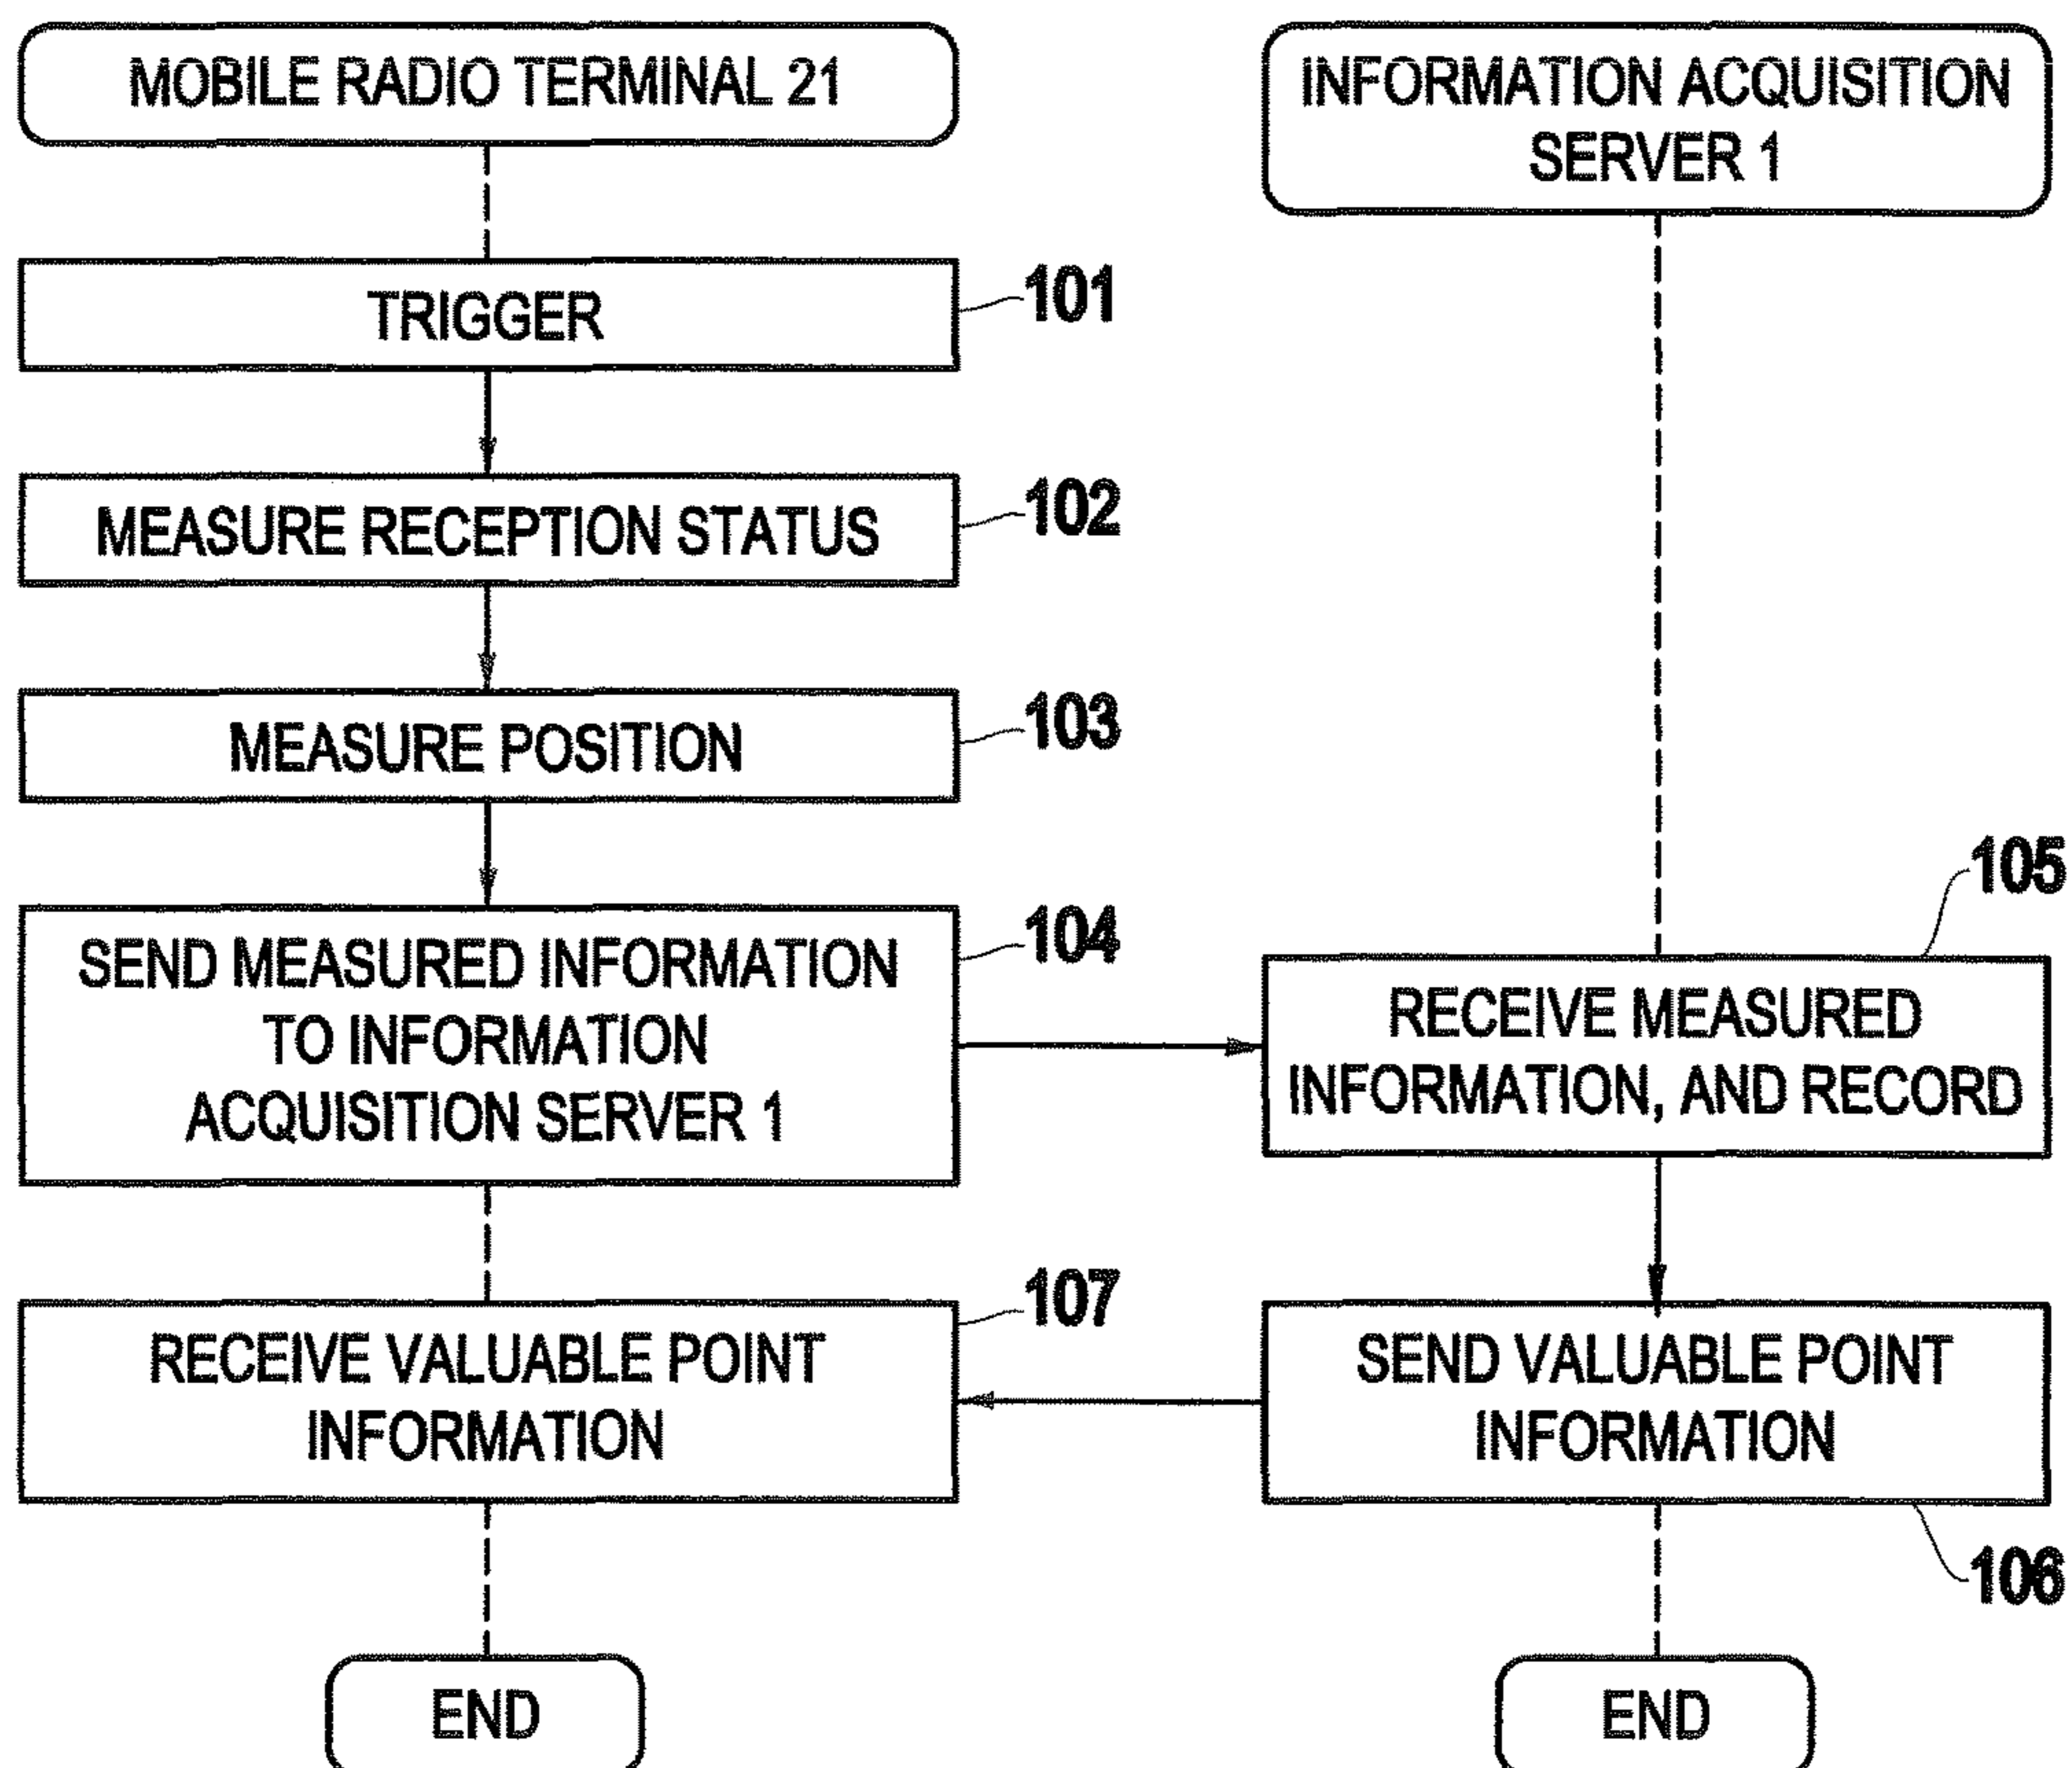 MOBILE RADIO TERMINAL 21
INFORMATION ACQUISITION
SERVER 1
TRIGGER
101
MEASURE RECEPTION STATUS
102
MEASURE POSITION
103
SEND MEASURED INFORMATION
TO INFORMATION
ACQUISITION SERVER 1
104
105
RECEIVE MEASURED
INFORMATION, AND RECORD
RECEIVE VALUABLE POINT
INFORMATION
107
SEND VALUABLE POINT
INFORMATION
106
END
END